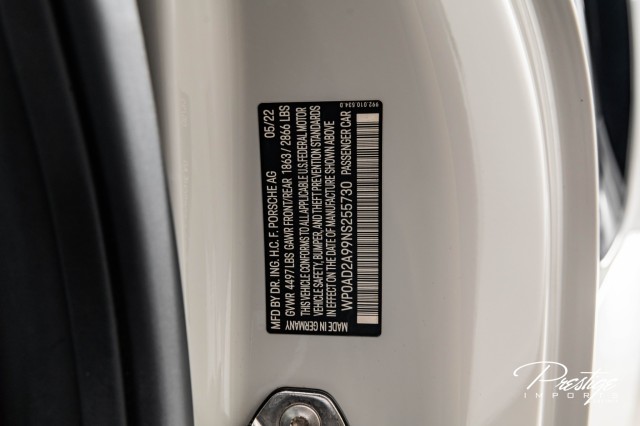 992.010.534.D
MFD BY DR. ING. H.C. F. PORSCHE AG 05/22
GVWR 4497 LBS GAWR FRONT/REAR 1863/2866 LBS
THIS VEHICLE CONFORMS TO ALL APPLICABLE U.S. FEDERAL MOTOR
VEHICLE SAFETY, BUMPER, AND THEFT PREVENTION STANDARDS
IN EFFECT ON THE DATE OF MANUFACTURE SHOWN ABOVE
WP0AD2A99NS255730 PASSENGER CAR
MADE IN GERMANY
Prestige
IMPORTS